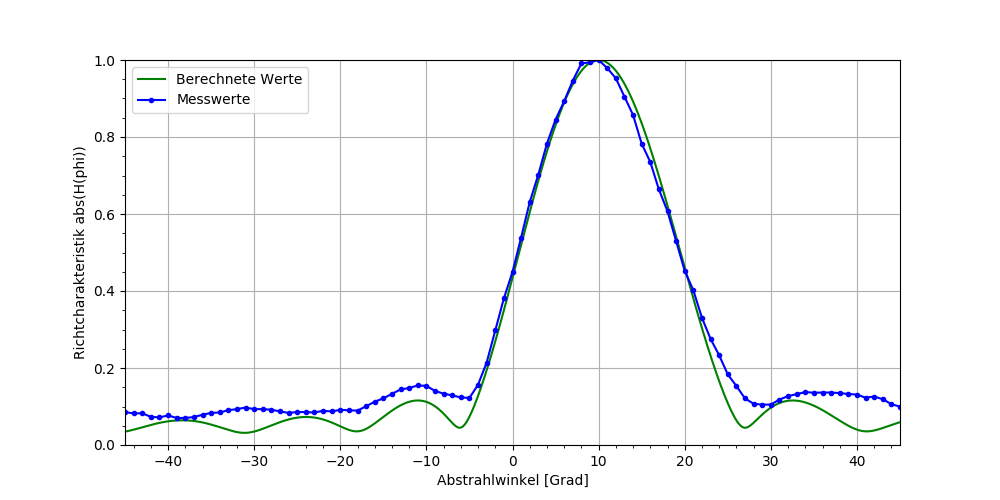 Berechnete Werte
Messwerte
Richtcharakteristik abs(H(phi))
1.0
0.8
0.6
0.4
0.2
0.0
−40 −30 −20 −10 0 10 20 30 40
Abstrahlwinkel [Grad]